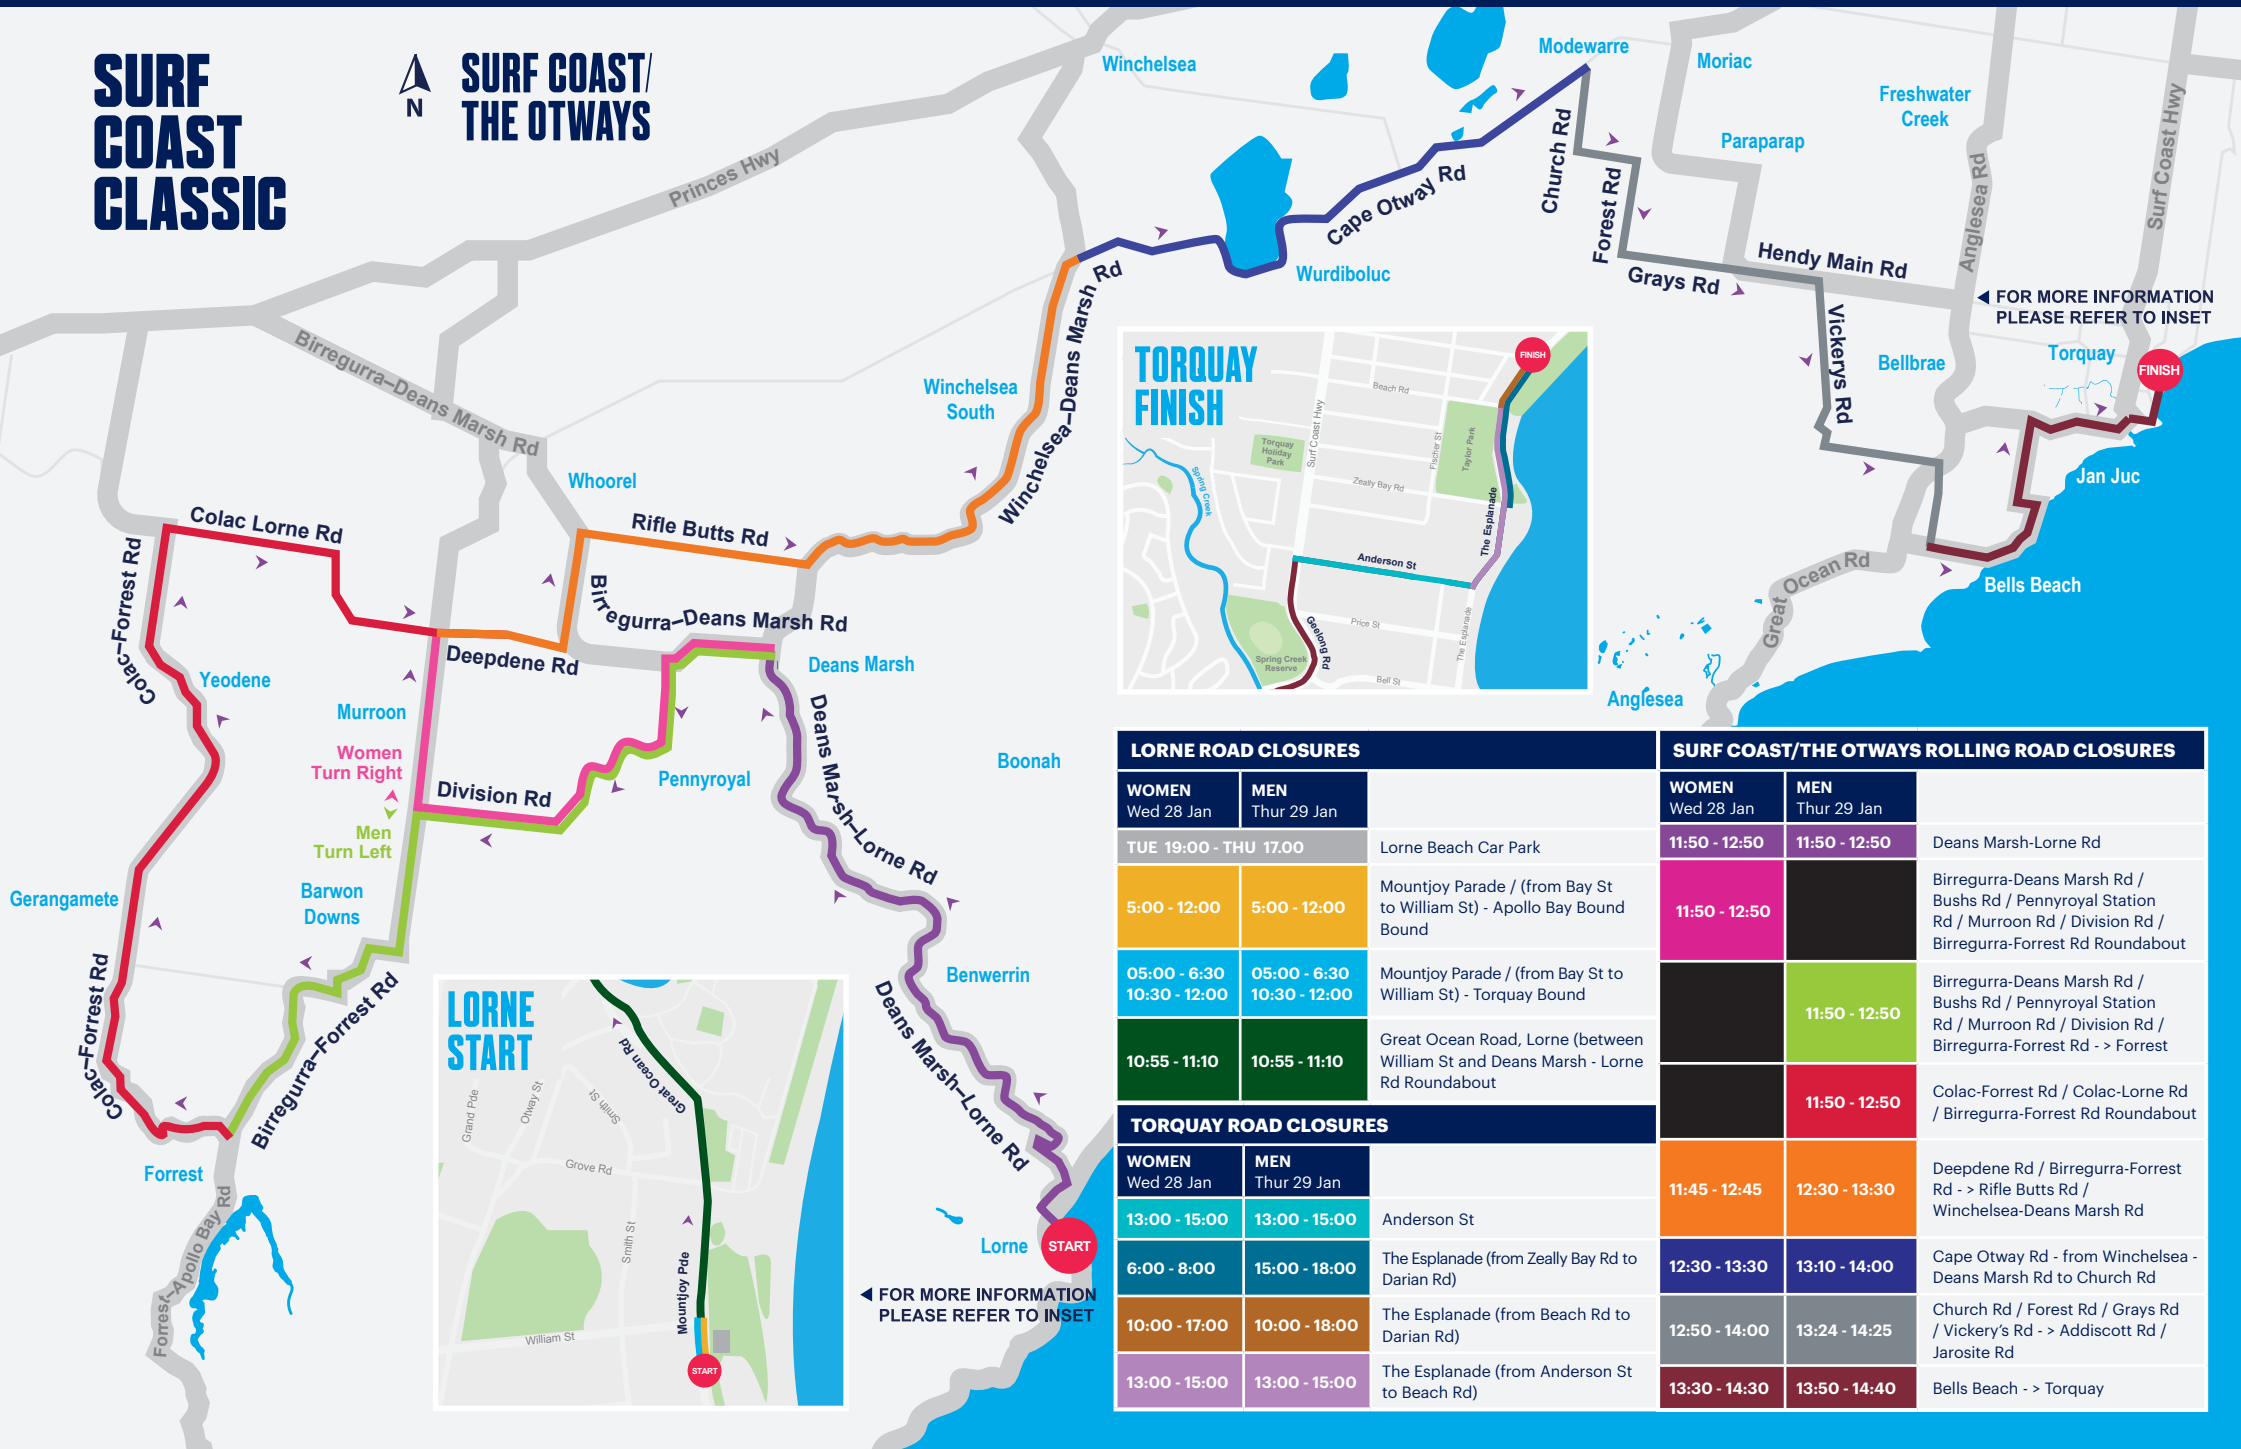 SURF
COAST
CLASSIC
N
SURF COAST/
THE OTWAYS
Princes Hwy
Winchelsea
Modewarre
Moriac
Freshwater
Creek
Paraparap
Surf Coast Hwy
Anglesea Rd
Church Rd
Forest Rd
Cape Otway Rd
Wurdiboluc
Grays Rd
Hendy Main Rd
Vickerys Rd
◀ FOR MORE INFORMATION
PLEASE REFER TO INSET
Bellbrae
Torquay
FINISH
Jan Juc
Bells Beach
Great Ocean Rd
Anglesea
Birregurra–Deans Marsh Rd
Winchelsea
South
Winchelsea–Deans Marsh Rd
Whoorel
Colac Lorne Rd
Rifle Butts Rd
Colac–Forrest Rd
Birregurra–Deans Marsh Rd
Deepdene Rd
Deans Marsh
Yeodene
Murroon
Women
Turn Right
Men
Turn Left
Division Rd
Pennyroyal
Boonah
Deans Marsh–Lorne Rd
Gerangamete
Barwon
Downs
Benwerrin
Colac–Forrest Rd
Birregurra–Forrest Rd
Deans Marsh–Lorne Rd
Forrest
Forrest–Apollo Bay Rd
Lorne
START
◀ FOR MORE INFORMATION
PLEASE REFER TO INSET
TORQUAY
FINISH
FINISH
Beach Rd
Surf Coast Hwy
Fischer St
Taylor Park
Torquay
Holiday
Park
Spring Creek
Zeally Bay Rd
The Esplanade
Anderson St
Geelong Rd
Price St
The Esplanade
Spring Creek
Reserve
Bell St
LORNE
START
Great Ocean Rd
Grand Pde
Otway St
Smith St
Grove Rd
Smith St
Mountjoy Pde
William St
START
LORNE ROAD CLOSURES
WOMEN
Wed 28 Jan
MEN
Thur 29 Jan
TUE 19:00 - THU 17.00
Lorne Beach Car Park
5:00 - 12:00
5:00 - 12:00
Mountjoy Parade / (from Bay St
to William St) - Apollo Bay Bound
Bound
05:00 - 6:30
10:30 - 12:00
05:00 - 6:30
10:30 - 12:00
Mountjoy Parade / (from Bay St to
William St) - Torquay Bound
10:55 - 11:10
10:55 - 11:10
Great Ocean Road, Lorne (between
William St and Deans Marsh - Lorne
Rd Roundabout
TORQUAY ROAD CLOSURES
WOMEN
Wed 28 Jan
MEN
Thur 29 Jan
13:00 - 15:00
13:00 - 15:00
Anderson St
6:00 - 8:00
15:00 - 18:00
The Esplanade (from Zeally Bay Rd to
Darian Rd)
10:00 - 17:00
10:00 - 18:00
The Esplanade (from Beach Rd to
Darian Rd)
13:00 - 15:00
13:00 - 15:00
The Esplanade (from Anderson St
to Beach Rd)
SURF COAST/THE OTWAYS ROLLING ROAD CLOSURES
WOMEN
Wed 28 Jan
MEN
Thur 29 Jan
11:50 - 12:50
11:50 - 12:50
Deans Marsh-Lorne Rd
11:50 - 12:50
Birregurra-Deans Marsh Rd /
Bushs Rd / Pennyroyal Station
Rd / Murroon Rd / Division Rd /
Birregurra-Forrest Rd Roundabout
11:50 - 12:50
Birregurra-Deans Marsh Rd /
Bushs Rd / Pennyroyal Station
Rd / Murroon Rd / Division Rd /
Birregurra-Forrest Rd - > Forrest
11:50 - 12:50
Colac-Forrest Rd / Colac-Lorne Rd
/ Birregurra-Forrest Rd Roundabout
11:45 - 12:45
12:30 - 13:30
Deepdene Rd / Birregurra-Forrest
Rd - > Rifle Butts Rd /
Winchelsea-Deans Marsh Rd
12:30 - 13:30
13:10 - 14:00
Cape Otway Rd - from Winchelsea -
Deans Marsh Rd to Church Rd
12:50 - 14:00
13:24 - 14:25
Church Rd / Forest Rd / Grays Rd
/ Vickery's Rd - > Addiscott Rd /
Jarosite Rd
13:30 - 14:30
13:50 - 14:40
Bells Beach - > Torquay